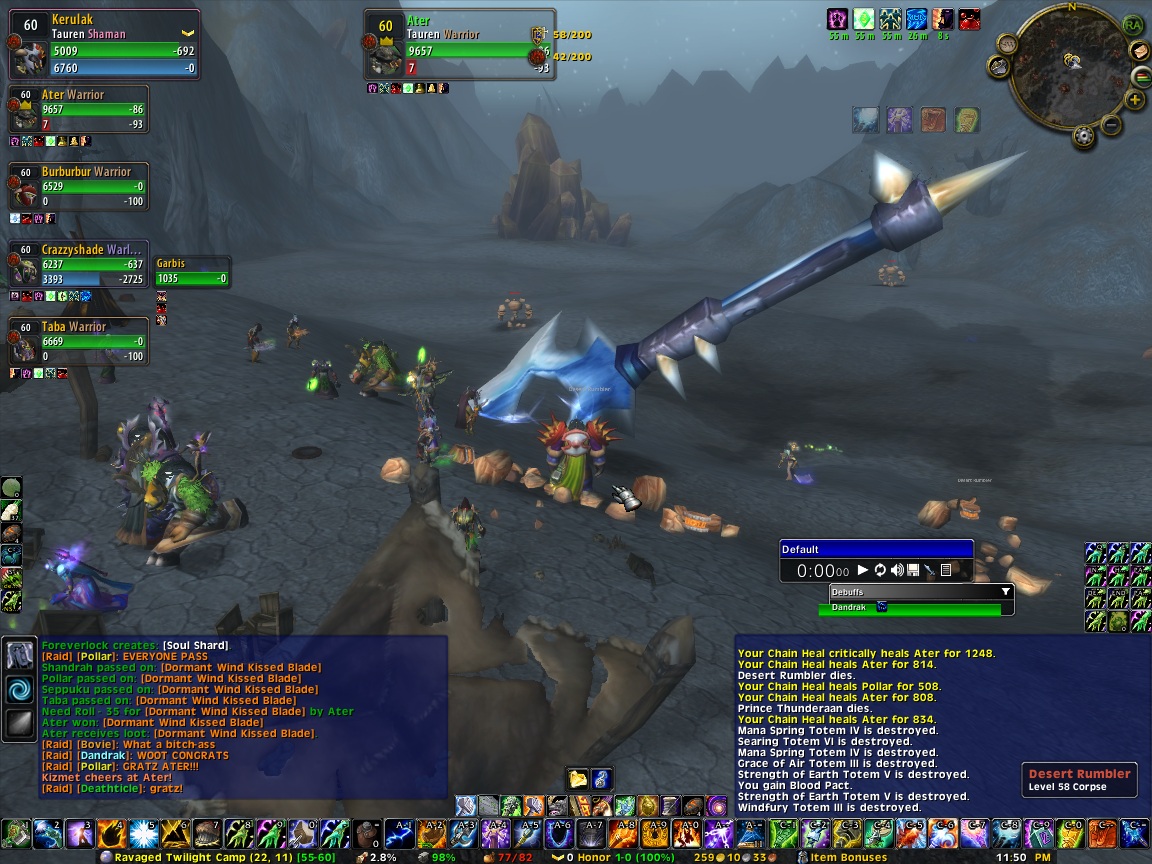 60
Kerulak
Tauren Shaman
5009 -692
6760 -0
60
Ater
Tauren Warrior
9657
7 -93
58/200
42/200
55 m 55 m 55 m 26 m 8 s
N
RA
60
Ater Warrior
9657 -86
7 -93
60
Burburbur Warrior
6529 -0
0 -100
60
Crazzyshade Warl...
6237 -637
3393 -2725
Garbis
1035 -0
60
Taba Warrior
6669 -0
0 -100
Desert Rumbler
Desert Rumbler
Default
0:0000
Debuffs
Dandrak
Foreverlock creates: [Soul Shard].
[Raid] [Pollar]: EVERYONE PASS
Shandrah passed on: [Dormant Wind Kissed Blade]
Pollar passed on: [Dormant Wind Kissed Blade]
Seppuku passed on: [Dormant Wind Kissed Blade]
Taba passed on: [Dormant Wind Kissed Blade]
Need Roll - 35 for [Dormant Wind Kissed Blade] by Ater
Ater won: [Dormant Wind Kissed Blade]
Ater receives loot: [Dormant Wind Kissed Blade].
[Raid] [Bovie]: What a bitch-ass
[Raid] [Dandrak]: WOOT CONGRATS
[Raid] [Pollar]: GRATZ ATER!!!
Kizmet cheers at Ater!
[Raid] [Deathticle]: gratz!
Your Chain Heal critically heals Ater for 1248.
Your Chain Heal heals Ater for 814.
Desert Rumbler dies.
Your Chain Heal heals Pollar for 508.
Your Chain Heal heals Ater for 808.
Prince Thunderaan dies.
Your Chain Heal heals Ater for 834.
Mana Spring Totem IV is destroyed.
Searing Totem VI is destroyed.
Mana Spring Totem IV is destroyed.
Grace of Air Totem III is destroyed.
Strength of Earth Totem V is destroyed.
You gain Blood Pact.
Strength of Earth Totem V is destroyed.
Windfury Totem III is destroyed.
Desert Rumbler
Level 58 Corpse
Ravaged Twilight Camp (22, 11) [55-60] 2.8% 98% 77/82 0 Honor 1-0 (100%) 259 10 33 Item Bonuses 11:50 PM